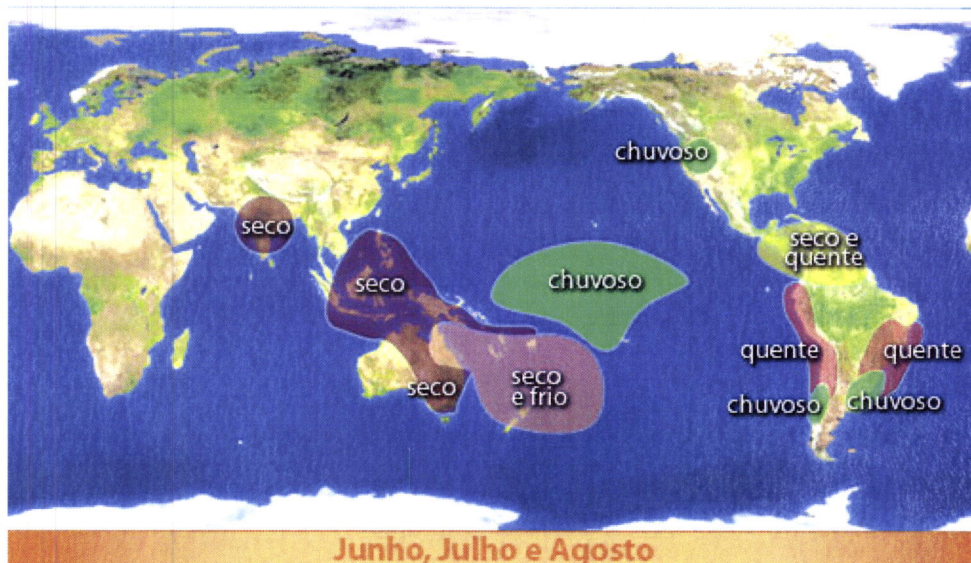 chuvoso
seco
seco e
quente
seco
chuvoso
quente
quente
seco
seco
e frio
chuvoso
chuvoso
Junho, Julho e Agosto